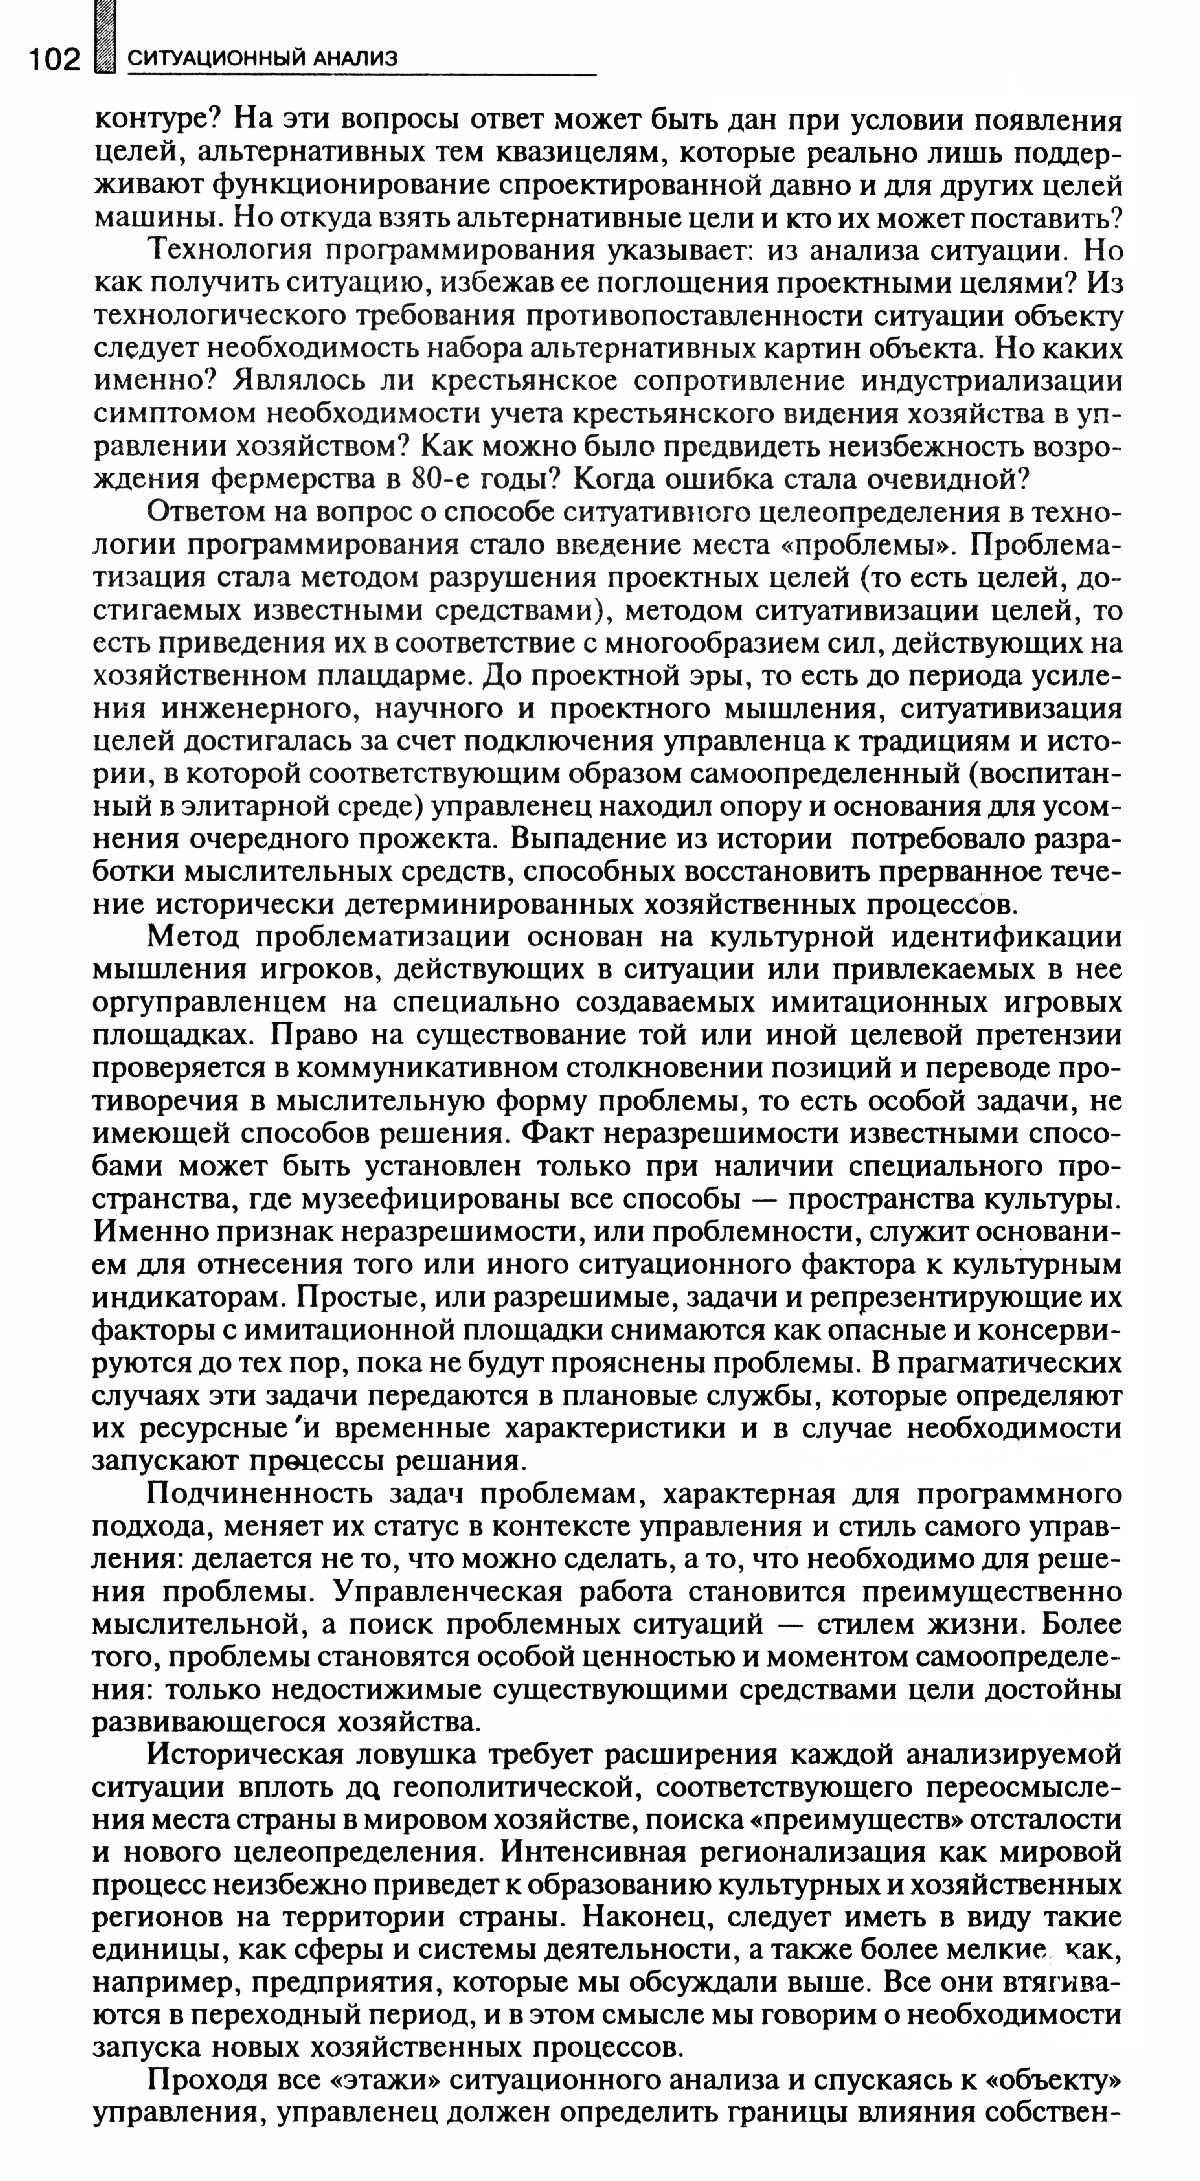 102 СИТУАЦИОННЫЙ АНАЛИЗ
контуре? На эти вопросы ответ может быть дан при условии появления
целей, альтернативных тем квазицелям, которые реально лишь поддер-
живают функционирование спроектированной давно и для других целей
машины. Но откуда взять альтернативные цели и кто их может поставить?
Технология программирования указывает: из анализа ситуации. Но
как получить ситуацию, избежав ее поглощения проектными целями? Из
технологического требования противопоставленности ситуации объекту
следует необходимость набора альтернативных картин объекта. Но каких
именно? Являлось ли крестьянское сопротивление индустриализации
симптомом необходимости учета крестьянского видения хозяйства в уп-
равлении хозяйством? Как можно было предвидеть неизбежность возро-
ждения фермерства в 80-е годы? Когда ошибка стала очевидной?
Ответом на вопрос о способе ситуативного целеопределения в техно-
логии программирования стало введение места «проблемы». Проблема-
тизация стала методом разрушения проектных целей (то есть целей, до-
стигаемых известными средствами), методом ситуативизации целей, то
есть приведения их в соответствие с многообразием сил, действующих на
хозяйственном плацдарме. До проектной эры, то есть до периода усиле-
ния инженерного, научного и проектного мышления, ситуативизация
целей достигалась за счет подключения управленца к традициям и исто-
рии, в которой соответствующим образом самоопределенный (воспитан-
ный в элитарной среде) управленец находил опору и основания для усом-
нения очередного прожекта. Выпадение из истории потребовало разра-
ботки мыслительных средств, способных восстановить прерванное тече-
ние исторически детерминированных хозяйственных процессов.
Метод проблематизации основан на культурной идентификации
мышления игроков, действующих в ситуации или привлекаемых в нее
оргуправленцем на специально создаваемых имитационных игровых
площадках. Право на существование той или иной целевой претензии
проверяется в коммуникативном столкновении позиций и переводе про-
тиворечия в мыслительную форму проблемы, то есть особой задачи, не
имеющей способов решения. Факт неразрешимости известными спосо-
бами может быть установлен только при наличии специального про-
странства, где музеефицированы все способы — пространства культуры.
Именно признак неразрешимости, или проблемности, служит основани-
ем для отнесения того или иного ситуационного фактора к культурным
индикаторам. Простые, или разрешимые, задачи и репрезентирующие их
факторы с имитационной площадки снимаются как опасные и консерви-
руются до тех пор, пока не будут прояснены проблемы. В прагматических
случаях эти задачи передаются в плановые службы, которые определяют
их ресурсные и временные характеристики и в случае необходимости
запускают процессы решания.
Подчиненность задач проблемам, характерная для программного
подхода, меняет их статус в контексте управления и стиль самого управ-
ления: делается не то, что можно сделать, а то, что необходимо для реше-
ния проблемы. Управленческая работа становится преимущественно
мыслительной, а поиск проблемных ситуаций — стилем жизни. Более
того, проблемы становятся особой ценностью и моментом самоопределе-
ния: только недостижимые существующими средствами цели достойны
развивающегося хозяйства.
Историческая ловушка требует расширения каждой анализируемой
ситуации вплоть до геополитической, соответствующего переосмысле-
ния места страны в мировом хозяйстве, поиска «преимуществ» отсталости
и нового целеопределения. Интенсивная регионализация как мировой
процесс неизбежно приведет к образованию культурных и хозяйственных
регионов на территории страны. Наконец, следует иметь в виду такие
единицы, как сферы и системы деятельности, а также более мелкие как,
например, предприятия, которые мы обсуждали выше. Все они втягива-
ются в переходный период, и в этом смысле мы говорим о необходимости
запуска новых хозяйственных процессов.
Проходя все «этажи» ситуационного анализа и спускаясь к «объекту»
управления, управленец должен определить границы влияния собствен-